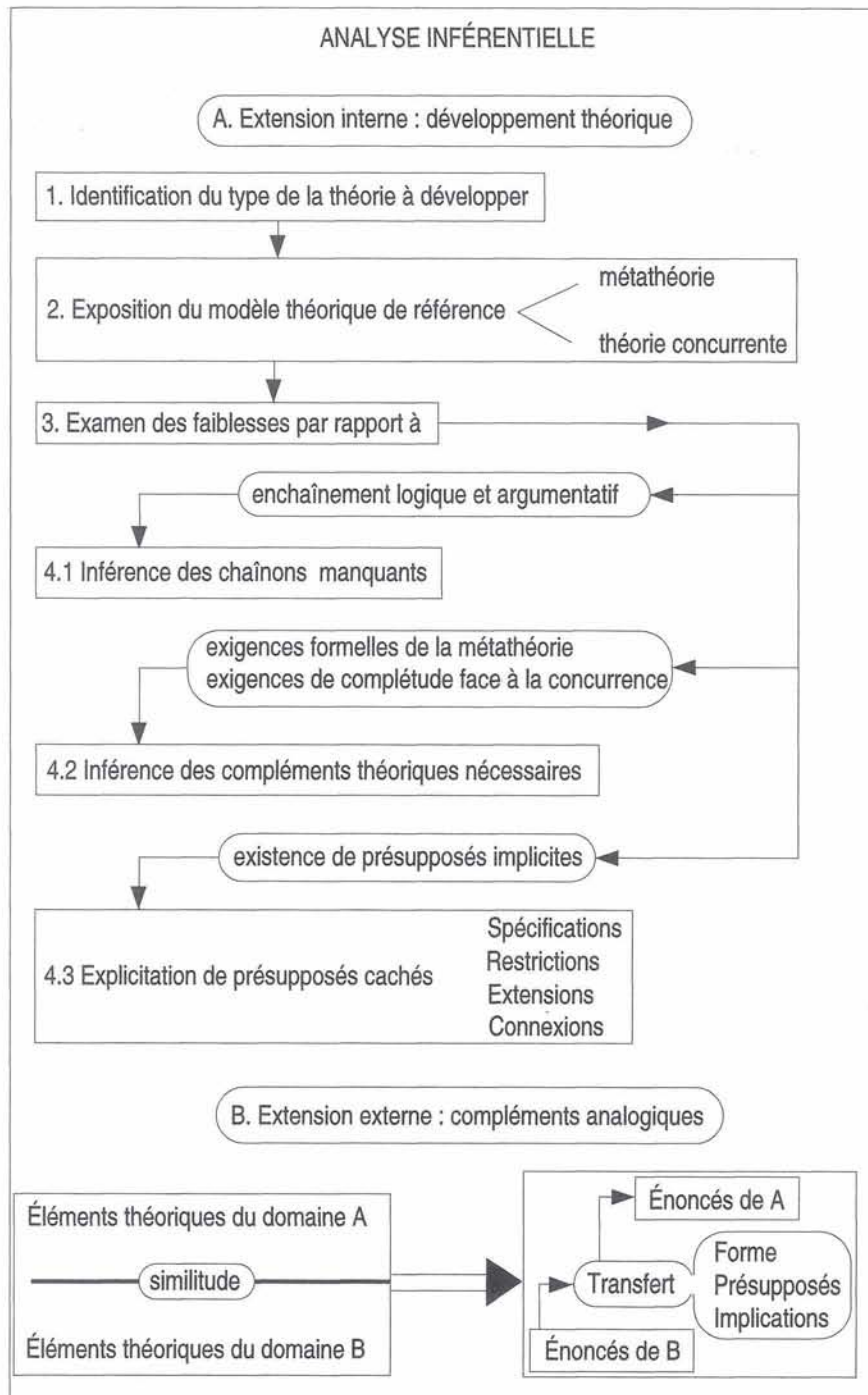 ANALYSE INFÉRENTIELLE
A. Extension interne : développement théorique
1. Identification du type de la théorie à développer
métathéorie
2. Exposition du modèle théorique de référence
théorie concurrente
3. Examen des faiblesses par rapport à
enchaînement logique et argumentatif
4.1 Inférence des chaînons manquants
exigences formelles de la métathéorie
exigences de complétude face à la concurrence
4.2 Inférence des compléments théoriques nécessaires
existence de présupposés implicites
4.3 Explicitation de présupposés cachés
Spécifications
Restrictions
Extensions
Connexions
B. Extension externe : compléments analogiques
Éléments théoriques du domaine A
similitude
Éléments théoriques du domaine B
Énoncés de A
Transfert
Forme
Présupposés
Implications
Énoncés de B